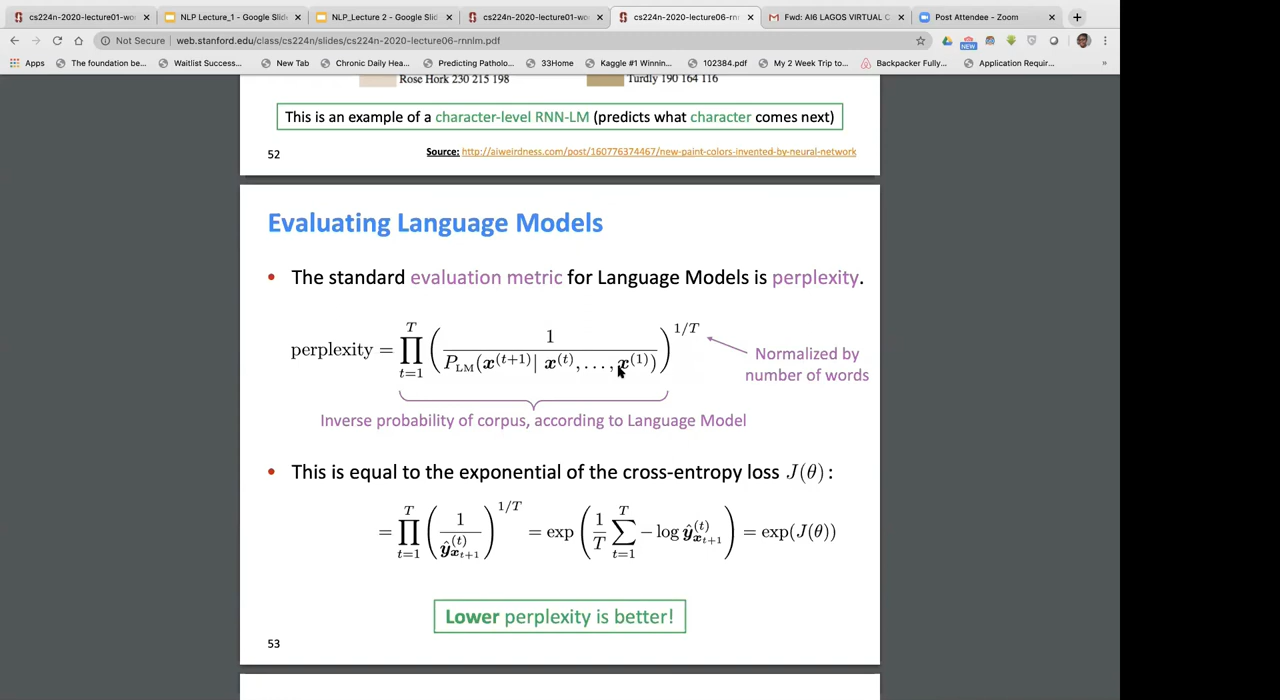 cs224n-2020-lecture01-wo
NLP Lecture_1 - Google Slid
NLP_Lecture 2 - Google Slid
cs224n-2020-lecture01-wo
cs224n-2020-lecture06-rn
Fwd: AI6 LAGOS VIRTUAL C
Post Attendee - Zoom
Not Secure | web.stanford.edu/class/cs224n/slides/cs224n-2020-lecture06-rnnlm.pdf
NEW
Apps
The foundation be...
Waitlist Success...
New Tab
Chronic Daily Hea...
Predicting Patholo...
33Home
Kaggle #1 Winnin...
102384.pdf
My 2 Week Trip to...
Backpacker Fully...
Application Requir...
»
Rose Hork 230 215 198
Turdly 190 164 116
This is an example of a character-level RNN-LM (predicts what character comes next)
52
Source: http://aiweirdness.com/post/160776374467/new-paint-colors-invented-by-neural-network
Evaluating Language Models
• The standard evaluation metric for Language Models is perplexity.
perplexity = ∏_{t=1}^{T} (1 / P_LM(x^(t+1) | x^(t), ..., x^(1)))^{1/T}
Normalized by
number of words
Inverse probability of corpus, according to Language Model
• This is equal to the exponential of the cross-entropy loss J(θ):
= ∏_{t=1}^{T} (1 / ŷ^(t)_{x_{t+1}})^{1/T} = exp (1/T ∑_{t=1}^{T} − log ŷ^(t)_{x_{t+1}}) = exp(J(θ))
Lower perplexity is better!
53